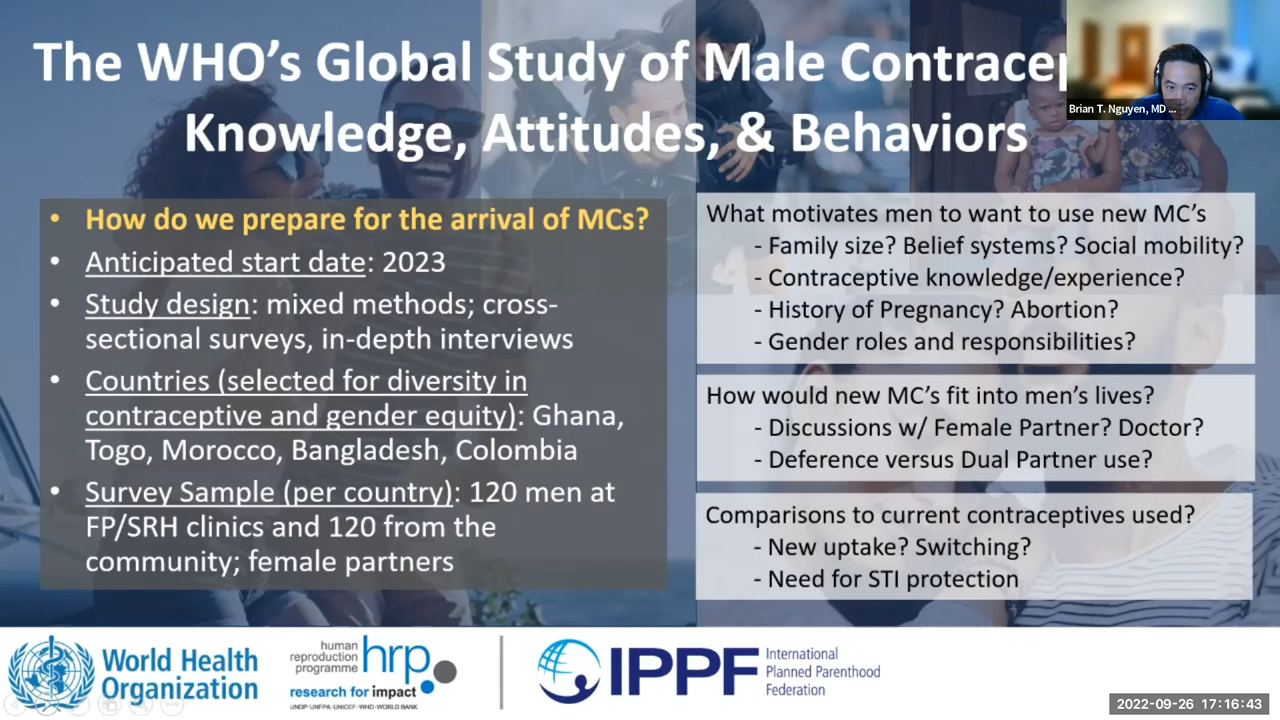 The WHO's Global Study of Male Contracep
Knowledge, Attitudes, & Behaviors
Brian T. Nguyen, MD ...
• How do we prepare for the arrival of MCs?
• Anticipated start date: 2023
• Study design: mixed methods; cross-
sectional surveys, in-depth interviews
• Countries (selected for diversity in
contraceptive and gender equity): Ghana,
Togo, Morocco, Bangladesh, Colombia
• Survey Sample (per country): 120 men at
FP/SRH clinics and 120 from the
community; female partners
What motivates men to want to use new MC's
- Family size? Belief systems? Social mobility?
- Contraceptive knowledge/experience?
- History of Pregnancy? Abortion?
- Gender roles and responsibilities?
How would new MC's fit into men's lives?
- Discussions w/ Female Partner? Doctor?
- Deference versus Dual Partner use?
Comparisons to current contraceptives used?
- New uptake? Switching?
- Need for STI protection
World Health
Organization
human
reproduction
programme
hrp
research for impact
UNDP·UNFPA·UNICEF·WHO·WORLD BANK
IPPF
International
Planned Parenthood
Federation
2022-09-26 17:16:43